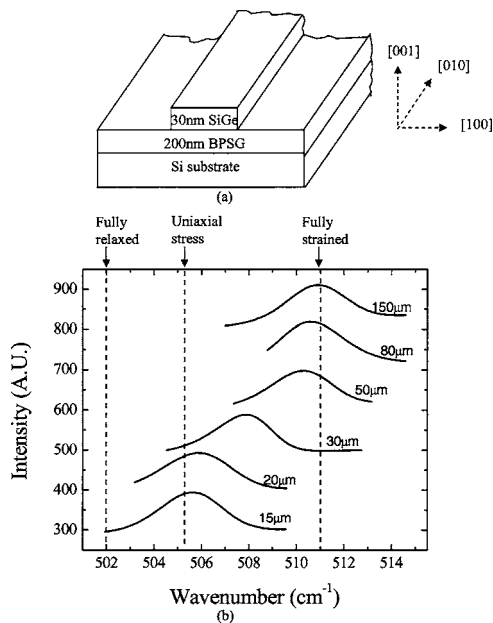 [001]
[010]
[100]
30nm SiGe
200nm BPSG
Si substrate
(a)
Fully relaxed
Uniaxial stress
Fully strained
Intensity (A.U.)
900
800
700
600
500
400
300
150μm
80μm
50μm
30μm
20μm
15μm
502 504 506 508 510 512 514
Wavenumber (cm⁻¹)
(b)